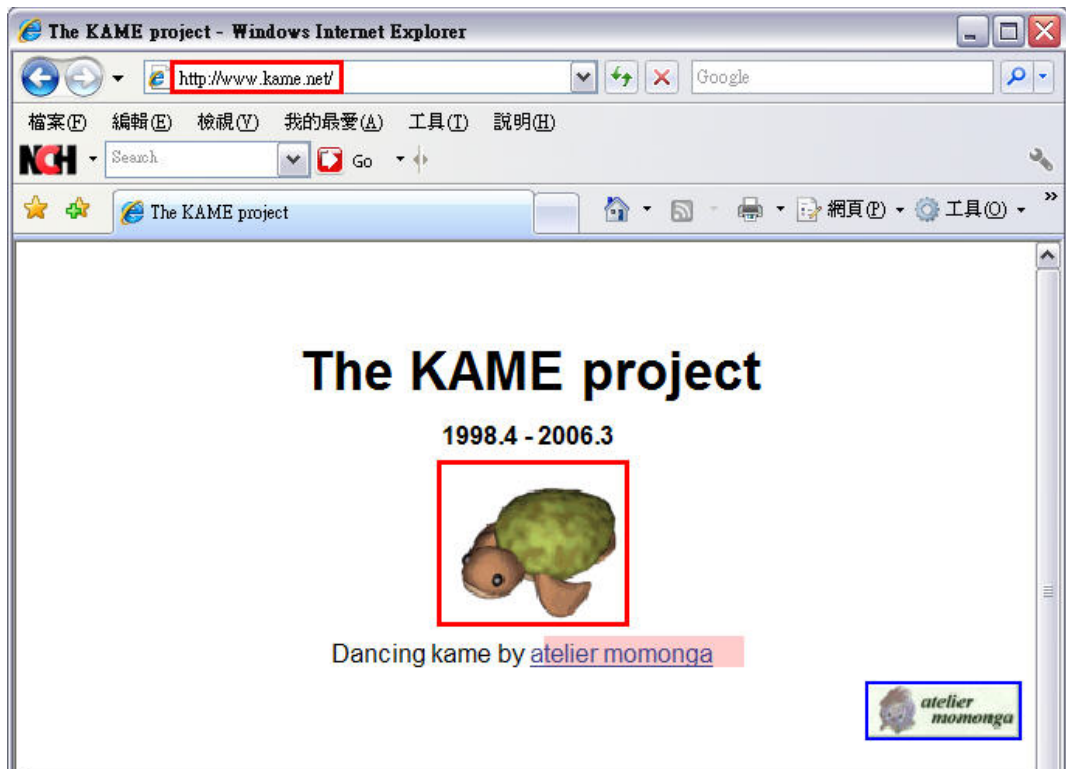 The KAME project - Windows Internet Explorer
http://www.kame.net/
Google
檔案(F) 編輯(E) 檢視(V) 我的最愛(A) 工具(T) 說明(H)
NCH Search Go
The KAME project 網頁(P) 工具(O) »
The KAME project
1998.4 - 2006.3
Dancing kame by atelier momonga
atelier
momonga